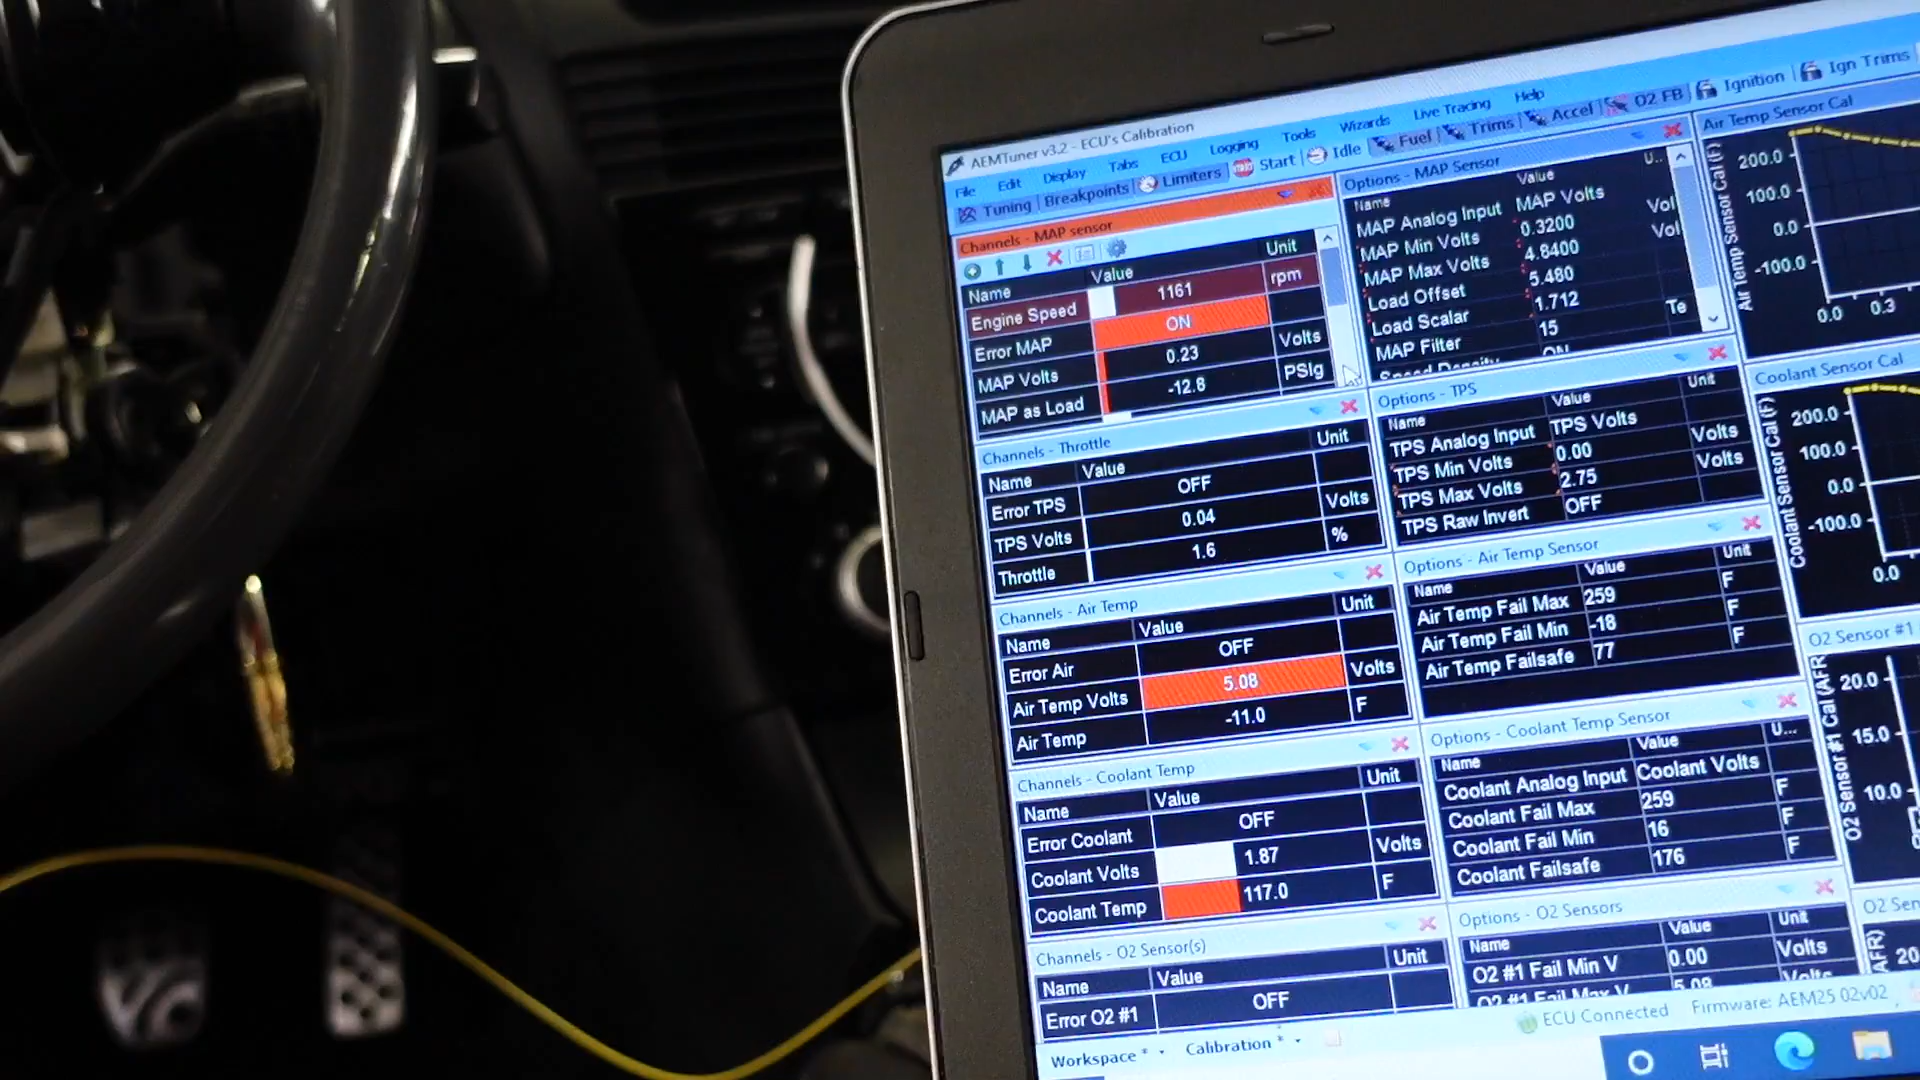 AEMTuner v3.2 - ECU's Calibration
File Edit Display Tabs ECU Logging Tools Wizards Live Tracing Help
Tuning Breakpoints Limiters Start Idle Fuel Trims Accel O2 FB Ignition Ign Trims
Channels - MAP sensor
Name Value Unit
Engine Speed 1161 rpm
Error MAP ON
MAP Volts 0.23 Volts
MAP as Load -12.8 PSIg
Channels - Throttle
Name Value Unit
Error TPS OFF
TPS Volts 0.04 Volts
Throttle 1.6 %
Channels - Air Temp
Name Value Unit
Error Air OFF
Air Temp Volts 5.08 Volts
Air Temp -11.0 F
Channels - Coolant Temp
Name Value Unit
Error Coolant OFF
Coolant Volts 1.87 Volts
Coolant Temp 117.0 F
Channels - O2 Sensor(s)
Name Value Unit
Error O2 #1 OFF
Options - MAP Sensor
Name Value U..
MAP Analog Input MAP Volts
MAP Min Volts 0.3200 Vol
MAP Max Volts 4.8400 Vol
Load Offset 5.480
Load Scalar 1.712
MAP Filter 15 Te
Speed Density ON
Options - TPS
Name Value Unit
TPS Analog Input TPS Volts
TPS Min Volts 0.00 Volts
TPS Max Volts 2.75 Volts
TPS Raw Invert OFF
Options - Air Temp Sensor
Name Value Unit
Air Temp Fail Max 259 F
Air Temp Fail Min -18 F
Air Temp Failsafe 77 F
Options - Coolant Temp Sensor
Name Value U...
Coolant Analog Input Coolant Volts
Coolant Fail Max 259 F
Coolant Fail Min 16 F
Coolant Failsafe 176 F
Options - O2 Sensors
Name Value Unit
O2 #1 Fail Min V 0.00 Volts
O2 #1 Fail Max V 5.08 Volts
Air Temp Sensor Cal
Air Temp Sensor Cal (F)
200.0
100.0
0.0
-100.0
0.0 0.3
Coolant Sensor Cal
Coolant Sensor Cal (F)
200.0
100.0
0.0
-100.0
0.0
O2 Sensor #1
O2 Sensor #1 Cal (AFR
20.0
15.0
10.0
O2 Sen
AFR)
20
ECU Connected Firmware: AEM25 02v02
Workspace * Calibration *